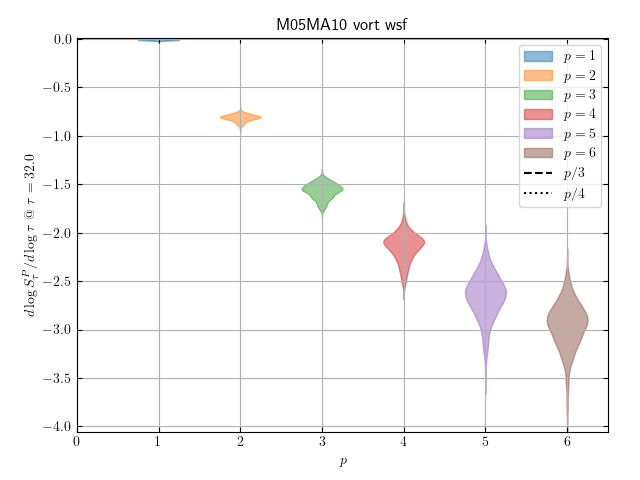 M05MA10 vort wsf
0.0
−0.5
−1.0
−1.5
−2.0
−2.5
−3.0
−3.5
−4.0
d log S_τ^P / d log τ @ τ = 32.0
0 1 2 3 4 5 6
p
p = 1
p = 2
p = 3
p = 4
p = 5
p = 6
p/3
p/4